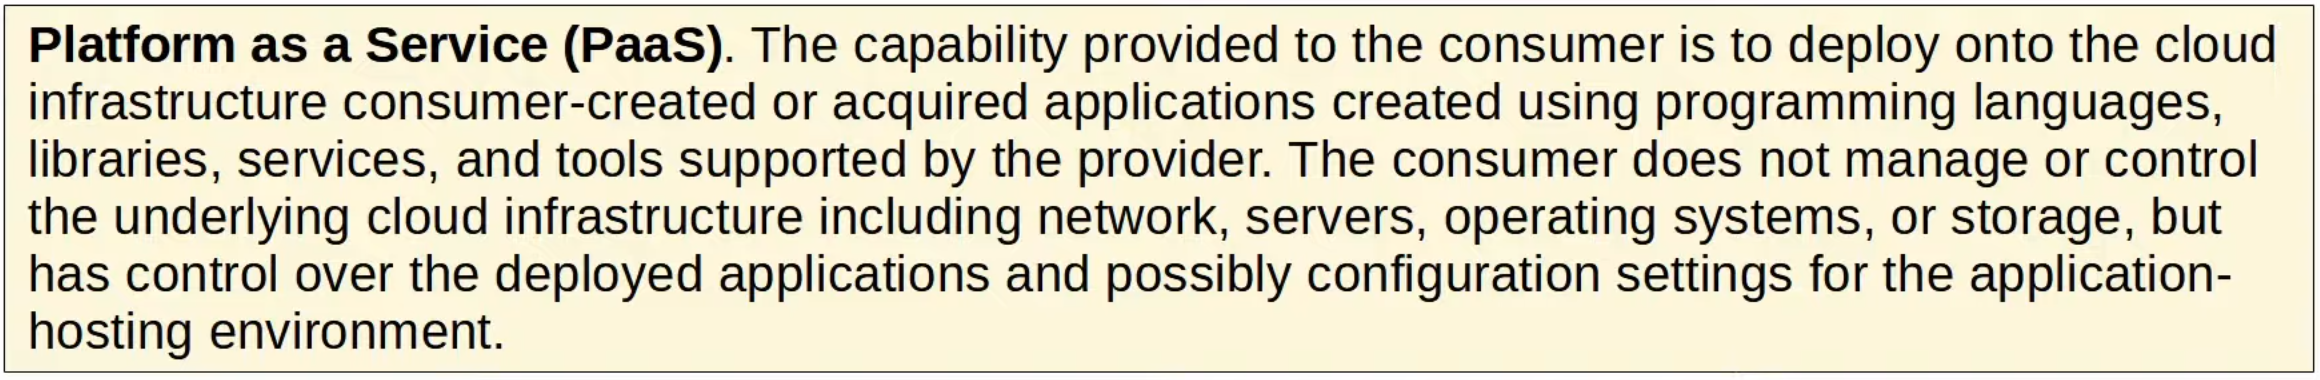 Platform as a Service (PaaS). The capability provided to the consumer is to deploy onto the cloud
infrastructure consumer-created or acquired applications created using programming languages,
libraries, services, and tools supported by the provider. The consumer does not manage or control
the underlying cloud infrastructure including network, servers, operating systems, or storage, but
has control over the deployed applications and possibly configuration settings for the application-
hosting environment.